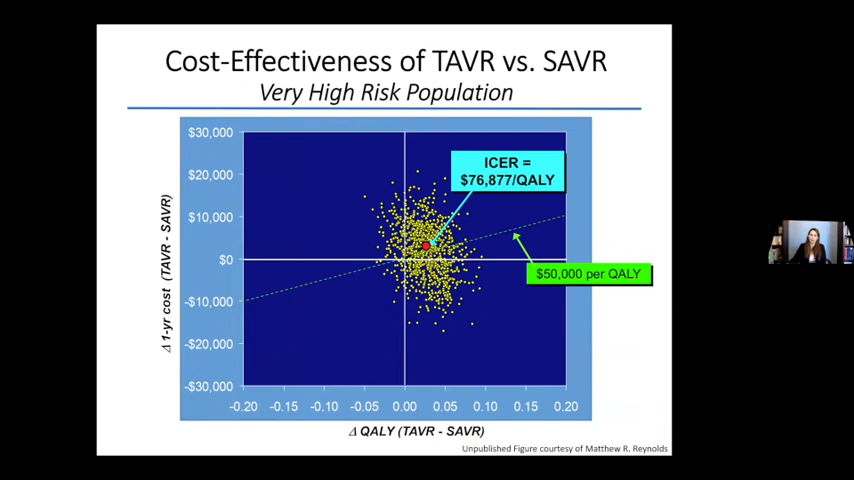 Cost-Effectiveness of TAVR vs. SAVR
Very High Risk Population
$30,000
$20,000
$10,000
$0
-$10,000
-$20,000
-$30,000
Δ 1-yr cost (TAVR - SAVR)
ICER =
$76,877/QALY
$50,000 per QALY
-0.20 -0.15 -0.10 -0.05 0.00 0.05 0.10 0.15 0.20
Δ QALY (TAVR - SAVR)
Unpublished Figure courtesy of Matthew R. Reynolds